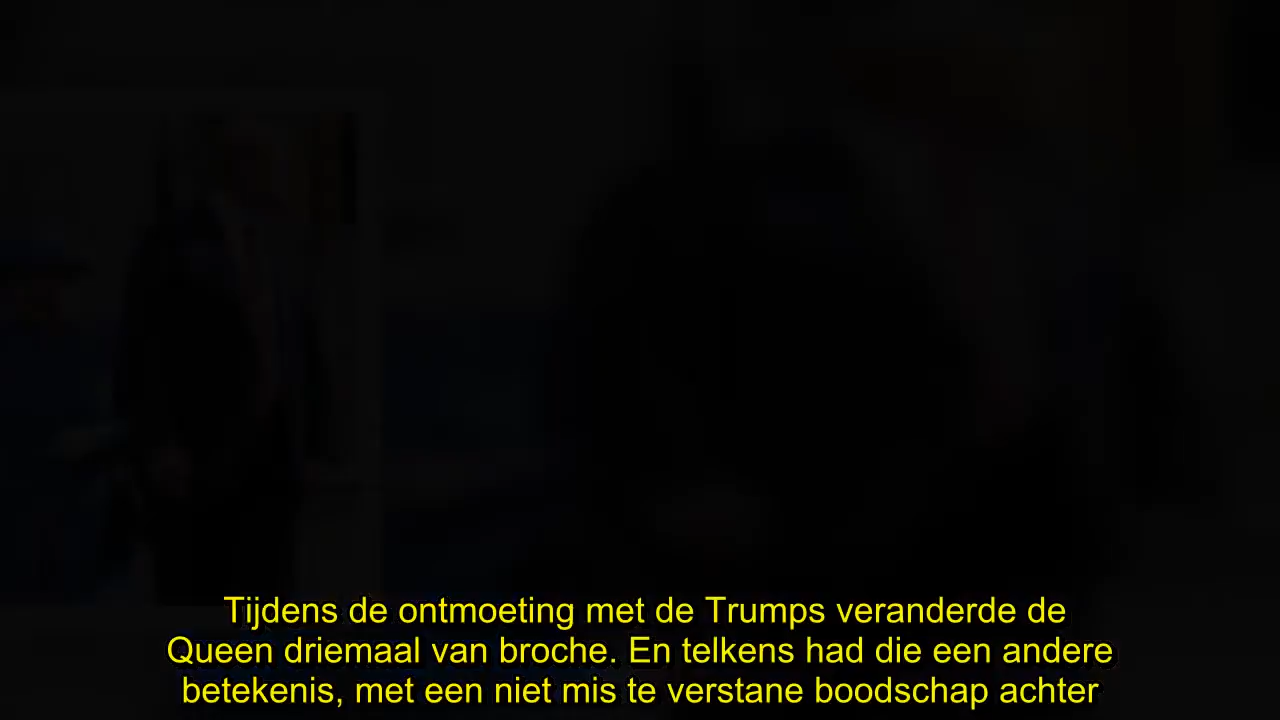 Tijdens de ontmoeting met de Trumps veranderde de
Queen driemaal van broche. En telkens had die een andere
betekenis, met een niet mis te verstane boodschap achter